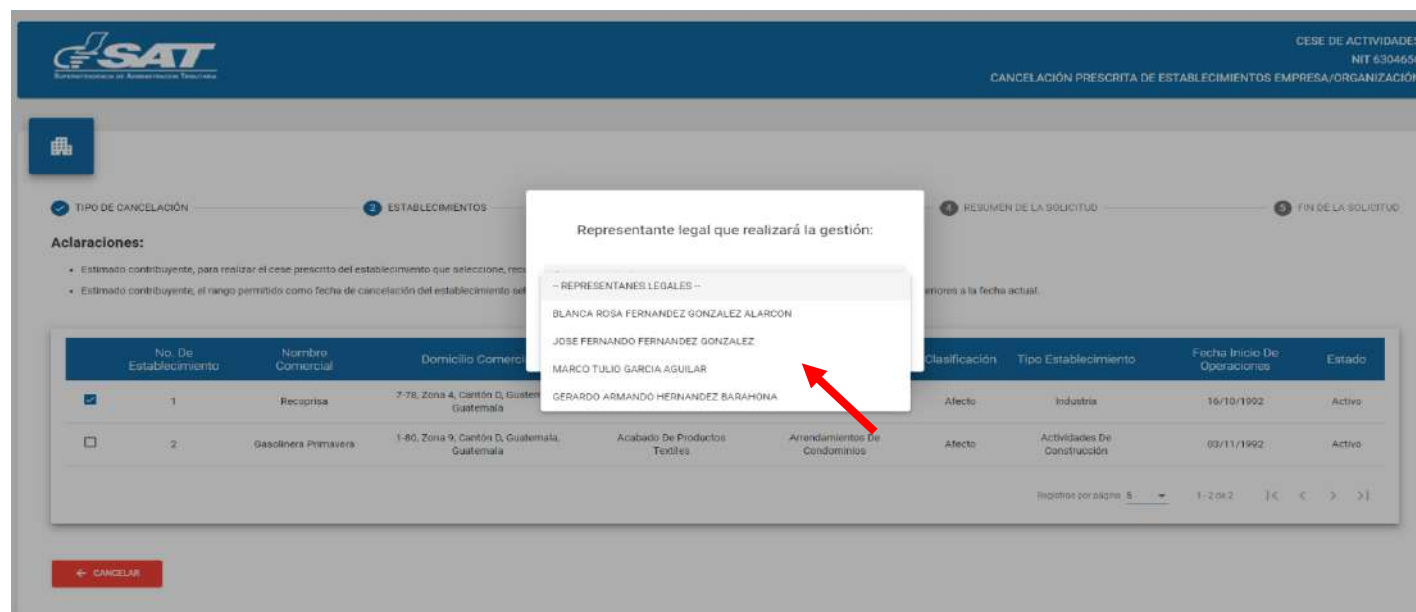 SAT
SUPERINTENDENCIA DE ADMINISTRACIÓN TRIBUTARIA
CESE DE ACTIVIDADES
NIT 6304656
CANCELACIÓN PRESCRITA DE ESTABLECIMIENTOS EMPRESA/ORGANIZACIÓN
TIPO DE CANCELACIÓN
2 ESTABLECIMIENTOS
4 RESUMEN DE LA SOLICITUD
5 FIN DE LA SOLICITUD
Representante legal que realizará la gestión:
Aclaraciones:
Estimado contribuyente, para realizar el cese prescrito del establecimiento que seleccione,
Estimado contribuyente, el rango permitido como fecha de cancelación del establecimiento
eriores a la fecha actual.
-- REPRESENTANES LEGALES --
BLANCA ROSA FERNANDEZ GONZALEZ ALARCON
JOSE FERNANDO FERNANDEZ GONZALEZ
MARCO TULIO GARCIA AGUILAR
GERARDO ARMANDO HERNANDEZ BARAHONA
No. De Establecimiento Nombre Comercial Domicilio Comerci Clasificación Tipo Establecimiento Fecha Inicio De Operaciones Estado
1 Recoprisa 7-78, Zona 4, Cantón D, Guatem Guatemala Afecto Industria 16/10/1992 Activo
2 Gasolinera Primavera 1-80, Zona 9, Cantón D, Guatemala, Guatemala Acabado De Productos Textiles Arrendamientos De Condominios Afecto Actividades De Construcción 03/11/1992 Activo
Registros por página 5 1-2 de 2
CANCELAR